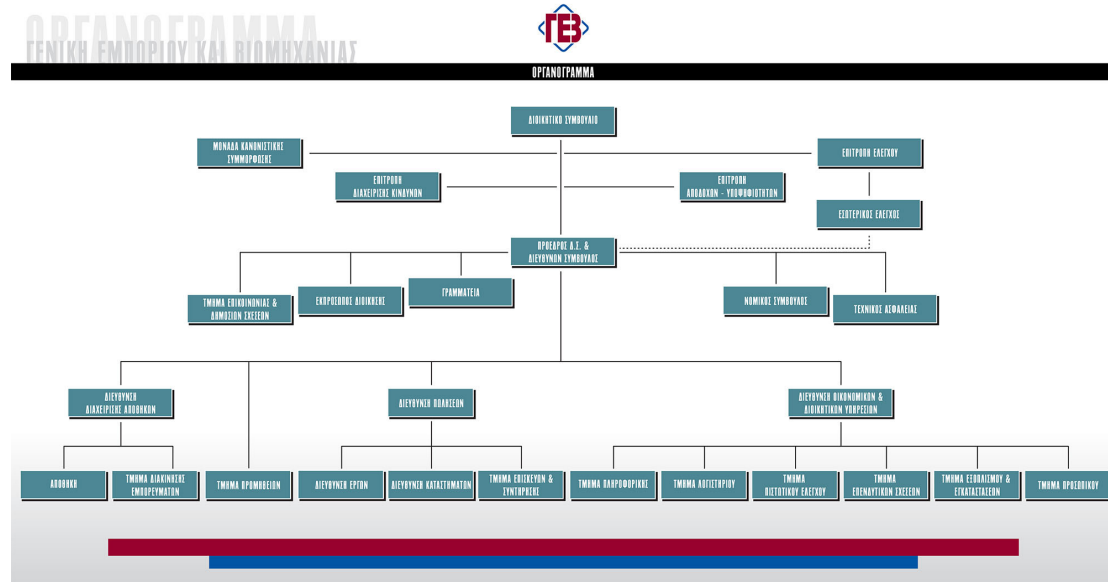 ΟΡΓΑΝΟΓΡΑΜΜΑ
ΓΕΝΙΚΗ ΕΜΠΟΡΙΟΥ ΚΑΙ ΒΙΟΜΗΧΑΝΙΑΣ
ΓΕΒ
ΟΡΓΑΝΟΓΡΑΜΜΑ
ΔΙΟΙΚΗΤΙΚΟ ΣΥΜΒΟΥΛΙΟ
ΜΟΝΑΔΑ ΚΑΝΟΝΙΣΤΙΚΗΣ
ΣΥΜΜΟΡΦΩΣΗΣ
ΕΠΙΤΡΟΠΗ ΕΛΕΓΧΟΥ
ΕΠΙΤΡΟΠΗ
ΔΙΑΧΕΙΡΙΣΗΣ ΚΙΝΔΥΝΩΝ
ΕΠΙΤΡΟΠΗ
ΑΠΟΔΟΧΩΝ - ΥΠΟΨΗΦΙΟΤΗΤΩΝ
ΕΣΩΤΕΡΙΚΟΣ ΕΛΕΓΧΟΣ
ΠΡΟΕΔΡΟΣ Δ.Σ. &
ΔΙΕΥΘΥΝΩΝ ΣΥΜΒΟΥΛΟΣ
ΤΜΗΜΑ ΕΠΙΚΟΙΝΩΝΙΑΣ &
ΔΗΜΟΣΙΩΝ ΣΧΕΣΕΩΝ
ΕΚΠΡΟΣΩΠΟΣ ΔΙΟΙΚΗΣΗΣ
ΓΡΑΜΜΑΤΕΙΑ
ΝΟΜΙΚΟΣ ΣΥΜΒΟΥΛΟΣ
ΤΕΧΝΙΚΟΣ ΑΣΦΑΛΕΙΑΣ
ΔΙΕΥΘΥΝΣΗ
ΔΙΑΧΕΙΡΙΣΗΣ ΑΠΟΘΗΚΩΝ
ΔΙΕΥΘΥΝΣΗ ΠΩΛΗΣΕΩΝ
ΔΙΕΥΘΥΝΣΗ ΟΙΚΟΝΟΜΙΚΩΝ &
ΔΙΟΙΚΗΤΙΚΩΝ ΥΠΗΡΕΣΙΩΝ
ΑΠΟΘΗΚΗ
ΤΜΗΜΑ ΔΙΑΚΙΝΗΣΗΣ
ΕΜΠΟΡΕΥΜΑΤΩΝ
ΤΜΗΜΑ ΠΡΟΜΗΘΕΙΩΝ
ΔΙΕΥΘΥΝΣΗ ΕΡΓΩΝ
ΔΙΕΥΘΥΝΣΗ ΚΑΤΑΣΤΗΜΑΤΩΝ
ΤΜΗΜΑ ΕΠΙΣΚΕΥΩΝ &
ΣΥΝΤΗΡΗΣΗΣ
ΤΜΗΜΑ ΠΛΗΡΟΦΟΡΙΚΗΣ
ΤΜΗΜΑ ΛΟΓΙΣΤΗΡΙΟΥ
ΤΜΗΜΑ
ΠΙΣΤΩΤΙΚΟΥ ΕΛΕΓΧΟΥ
ΤΜΗΜΑ
ΕΠΕΝΔΥΤΙΚΩΝ ΣΧΕΣΕΩΝ
ΤΜΗΜΑ ΕΞΟΠΛΙΣΜΟΥ &
ΕΓΚΑΤΑΣΤΑΣΕΩΝ
ΤΜΗΜΑ ΠΡΟΣΩΠΙΚΟΥ